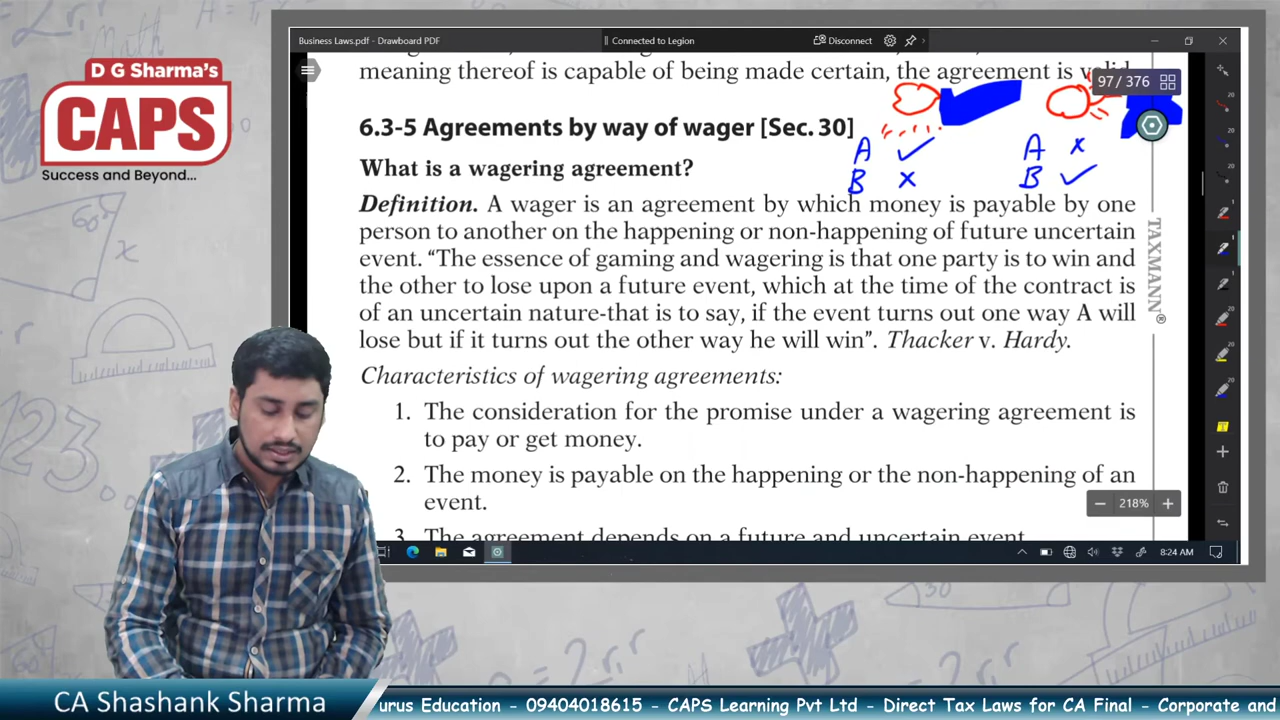 D G Sharma's
CAPS
Success and Beyond...
Business Laws.pdf - Drawboard PDF
Connected to Legion
Disconnect
meaning thereof is capable of being made certain, the agreement is valid
97 / 376
6.3-5 Agreements by way of wager [Sec. 30]
A ✓ A ×
What is a wagering agreement?
B × B ✓
Definition. A wager is an agreement by which money is payable by one
person to another on the happening or non-happening of future uncertain
event. “The essence of gaming and wagering is that one party is to win and
the other to lose upon a future event, which at the time of the contract is
of an uncertain nature-that is to say, if the event turns out one way A will
lose but if it turns out the other way he will win”. Thacker v. Hardy.
TAXMANN®
Characteristics of wagering agreements:
1. The consideration for the promise under a wagering agreement is
to pay or get money.
2. The money is payable on the happening or the non-happening of an
event.
218%
3. The agreement depends on a future and uncertain event
8:24 AM
CA Shashank Sharma
urus Education - 09404018615 - CAPS Learning Pvt Ltd - Direct Tax Laws for CA Final - Corporate and